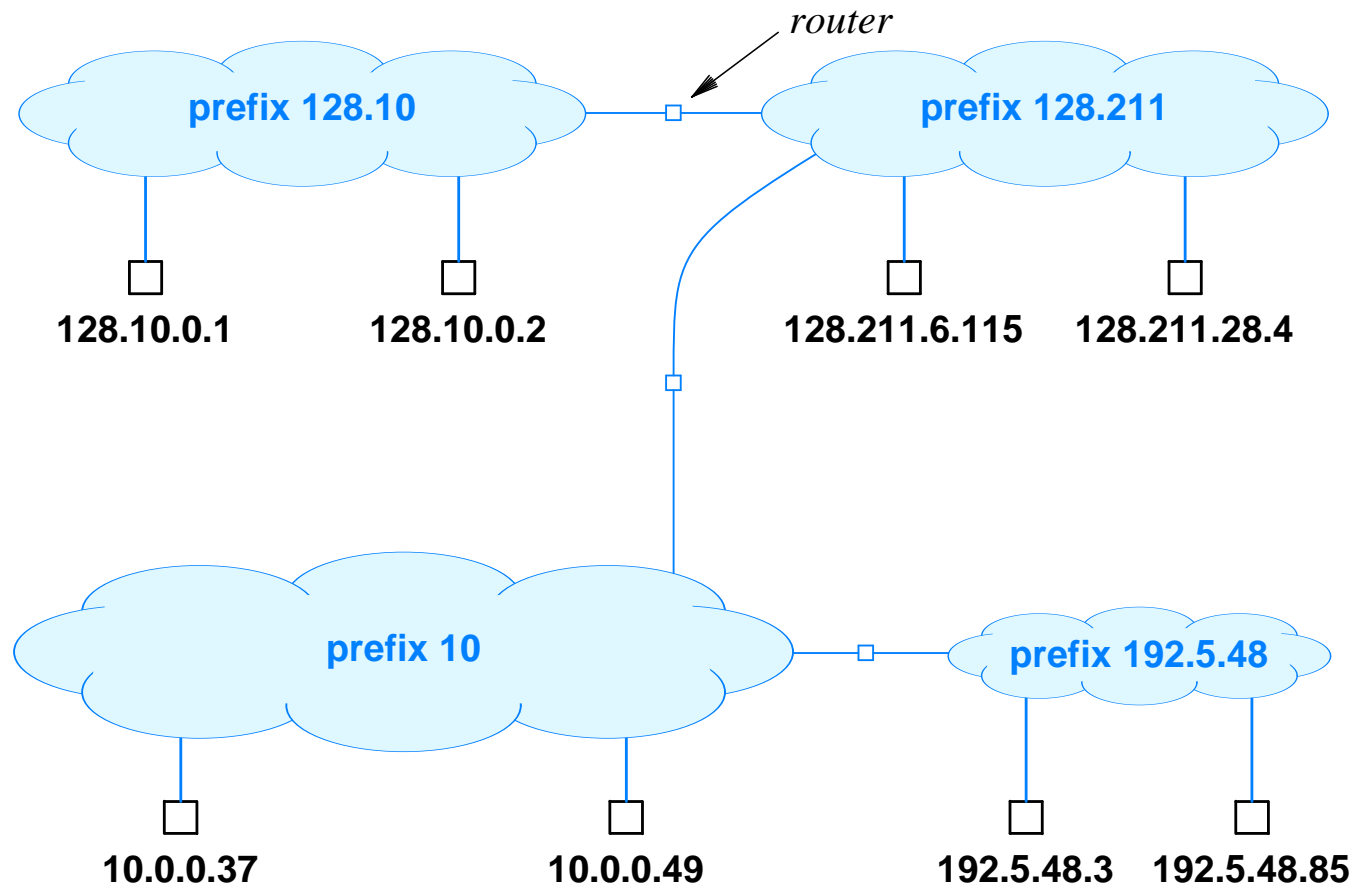 router
prefix 128.10
prefix 128.211
128.10.0.1
128.10.0.2
128.211.6.115
128.211.28.4
prefix 10
prefix 192.5.48
10.0.0.37
10.0.0.49
192.5.48.3
192.5.48.85